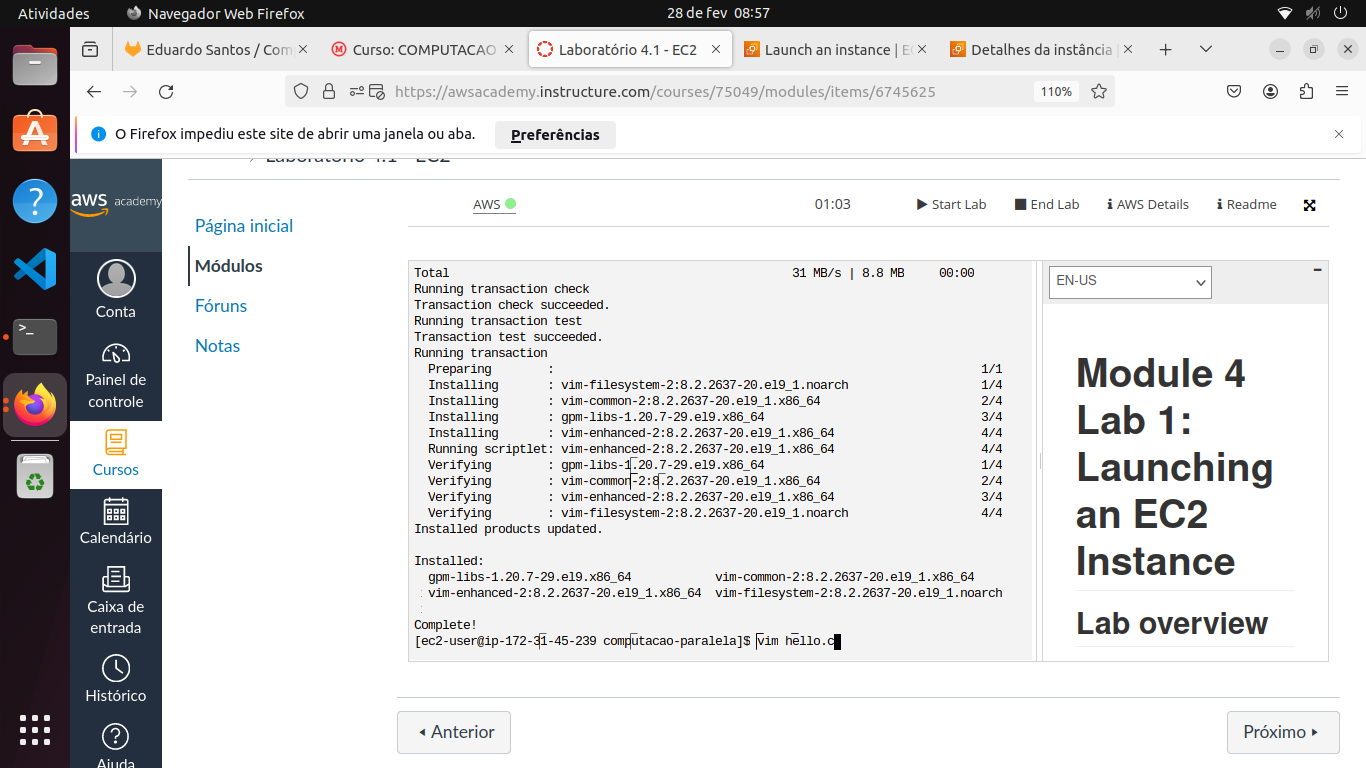 Atividades
Navegador Web Firefox
28 de fev 08:57
Eduardo Santos / Com
Curso: COMPUTACAO
Laboratório 4.1 - EC2
Launch an instance | EC
Detalhes da instância |
https://awsacademy.instructure.com/courses/75049/modules/items/6745625
110%
O Firefox impediu este site de abrir uma janela ou aba.
Preferências
Laboratório 4.1 - EC2
aws academy
Conta
Painel de
controle
Cursos
Calendário
Caixa de
entrada
Histórico
Ajuda
Página inicial
Módulos
Fóruns
Notas
AWS
01:03
Start Lab
End Lab
AWS Details
Readme
Total 31 MB/s | 8.8 MB 00:00
Running transaction check
Transaction check succeeded.
Running transaction test
Transaction test succeeded.
Running transaction
Preparing : 1/1
Installing : vim-filesystem-2:8.2.2637-20.el9_1.noarch 1/4
Installing : vim-common-2:8.2.2637-20.el9_1.x86_64 2/4
Installing : gpm-libs-1.20.7-29.el9.x86_64 3/4
Installing : vim-enhanced-2:8.2.2637-20.el9_1.x86_64 4/4
Running scriptlet: vim-enhanced-2:8.2.2637-20.el9_1.x86_64 4/4
Verifying : gpm-libs-1.20.7-29.el9.x86_64 1/4
Verifying : vim-common-2:8.2.2637-20.el9_1.x86_64 2/4
Verifying : vim-enhanced-2:8.2.2637-20.el9_1.x86_64 3/4
Verifying : vim-filesystem-2:8.2.2637-20.el9_1.noarch 4/4
Installed products updated.
Installed:
gpm-libs-1.20.7-29.el9.x86_64 vim-common-2:8.2.2637-20.el9_1.x86_64
vim-enhanced-2:8.2.2637-20.el9_1.x86_64 vim-filesystem-2:8.2.2637-20.el9_1.noarch
Complete!
[ec2-user@ip-172-31-45-239 computacao-paralela]$ vim hello.c
EN-US
Module 4
Lab 1:
Launching
an EC2
Instance
Lab overview
Anterior
Próximo